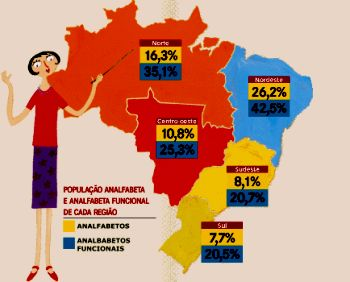 Norte
16,3%
35,1%
Nordeste
26,2%
42,5%
Centro oeste
10,8%
25,3%
Sudeste
8,1%
20,7%
Sul
7,7%
20,5%
POPULAÇÃO ANALFABETA
E ANALFABETA FUNCIONAL
DE CADA REGIÃO
ANALFABETOS
ANALBABETOS
FUNCIONAIS